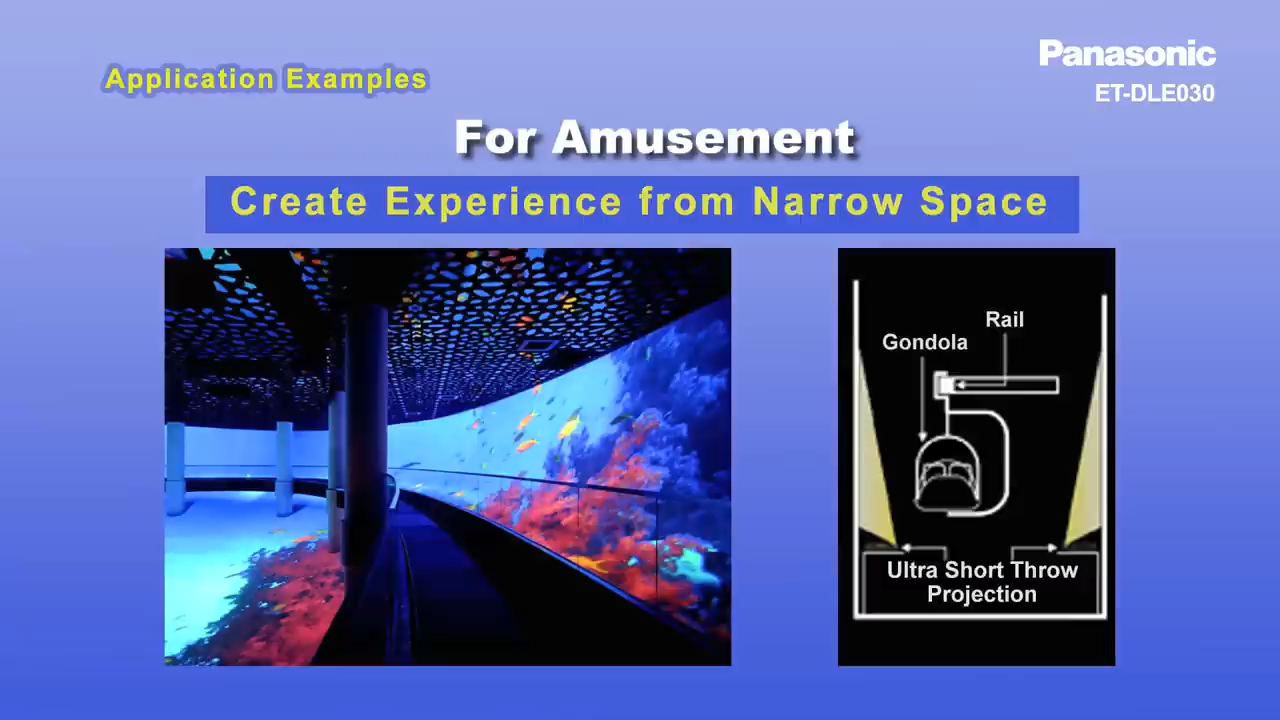 Panasonic
Application Examples
ET-DLE030
For Amusement
Create Experience from Narrow Space
Rail
Gondola
Ultra Short Throw
Projection